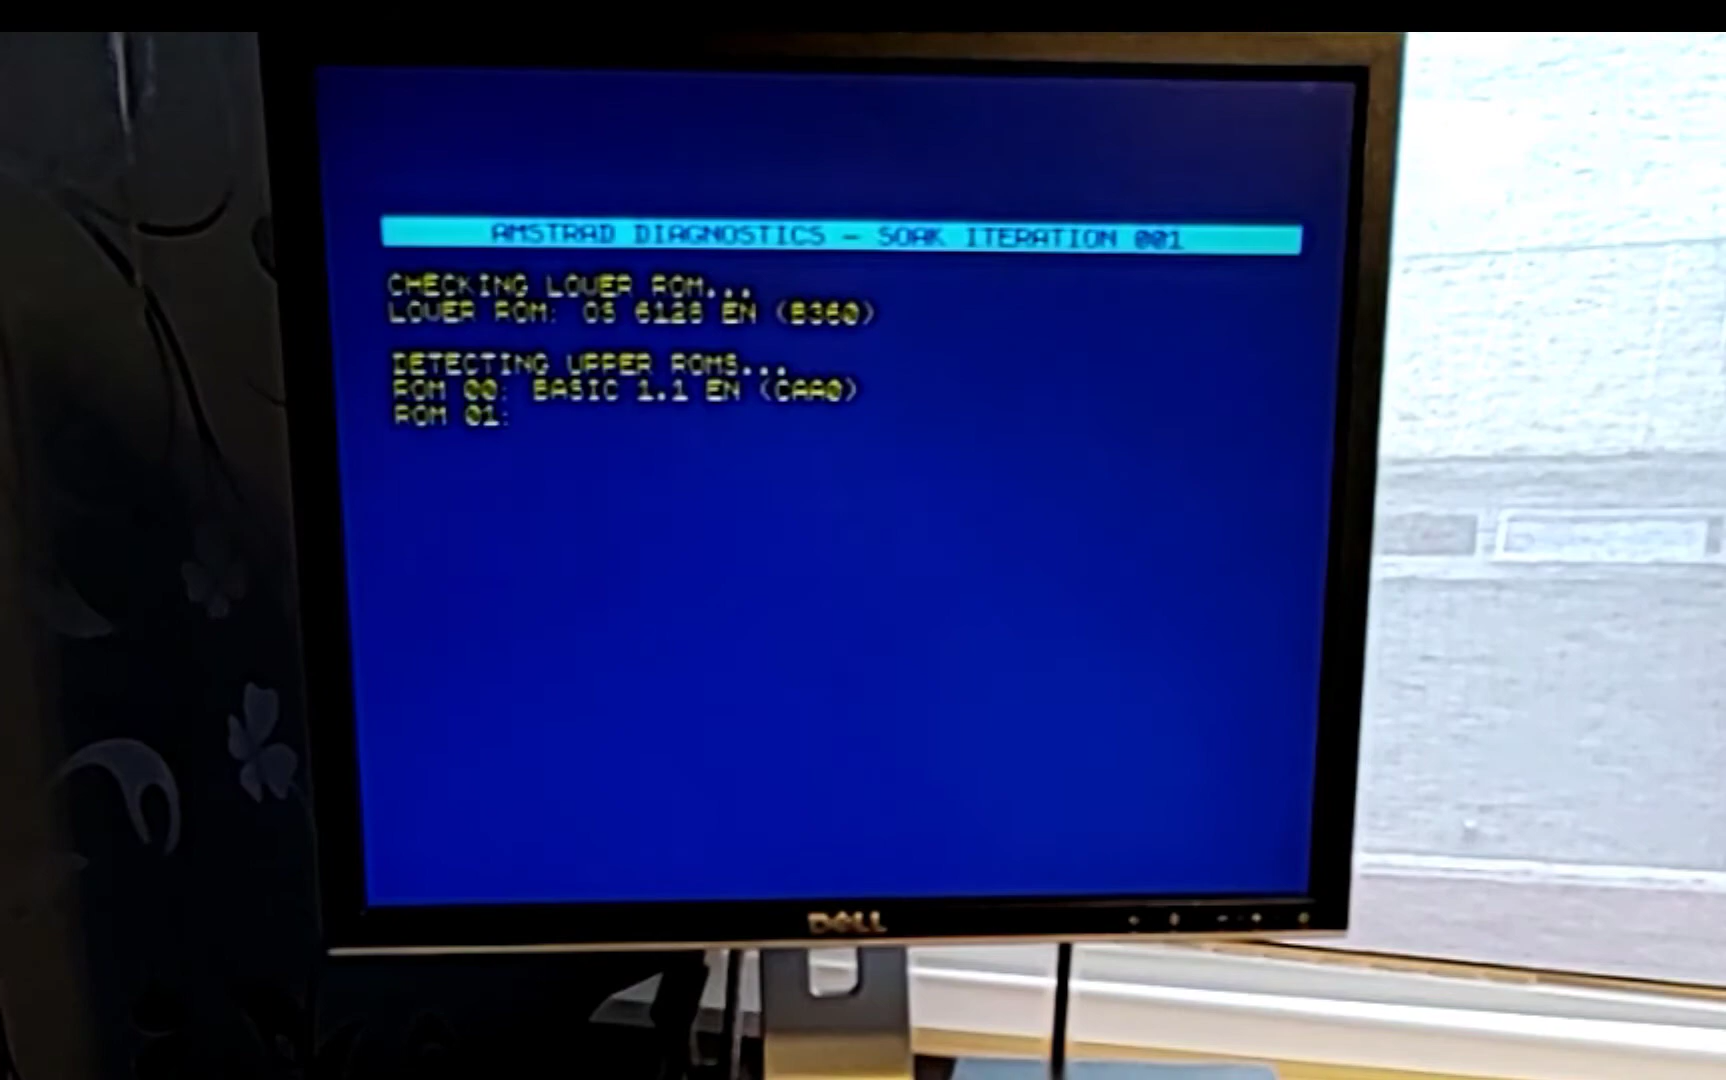 AMSTRAD DIAGNOSTICS - SOAK ITERATION 001
CHECKING LOWER ROM...
LOWER ROM: OS 6128 EN (B360)
DETECTING UPPER ROMS...
ROM 00: BASIC 1.1 EN (CAA0)
ROM 01:
DELL